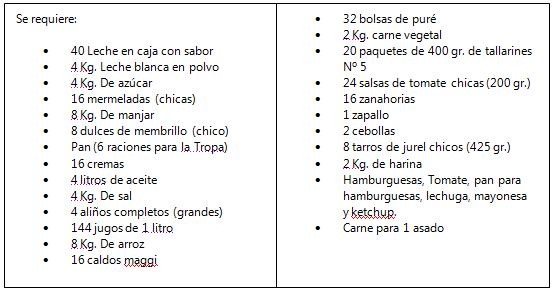 Se requiere:
• 40 Leche en caja con sabor
• 4 Kg. Leche blanca en polvo
• 4 Kg. De azúcar
• 16 mermeladas (chicas)
• 8 Kg. De manjar
• 8 dulces de membrillo (chico)
• Pan (6 raciones para la Tropa)
• 16 cremas
• 4 litros de aceite
• 4 Kg. De sal
• 4 aliños completos (grandes)
• 144 jugos de 1 litro
• 8 Kg. De arroz
• 16 caldos maggi
• 32 bolsas de puré
• 2 Kg. carne vegetal
• 20 paquetes de 400 gr. de tallarines
Nº 5
• 24 salsas de tomate chicas (200 gr.)
• 16 zanahorias
• 1 zapallo
• 2 cebollas
• 8 tarros de jurel chicos (425 gr.)
• 2 Kg. de harina
• Hamburguesas, Tomate, pan para
hamburguesas, lechuga, mayonesa
y ketchup.
• Carne para 1 asado